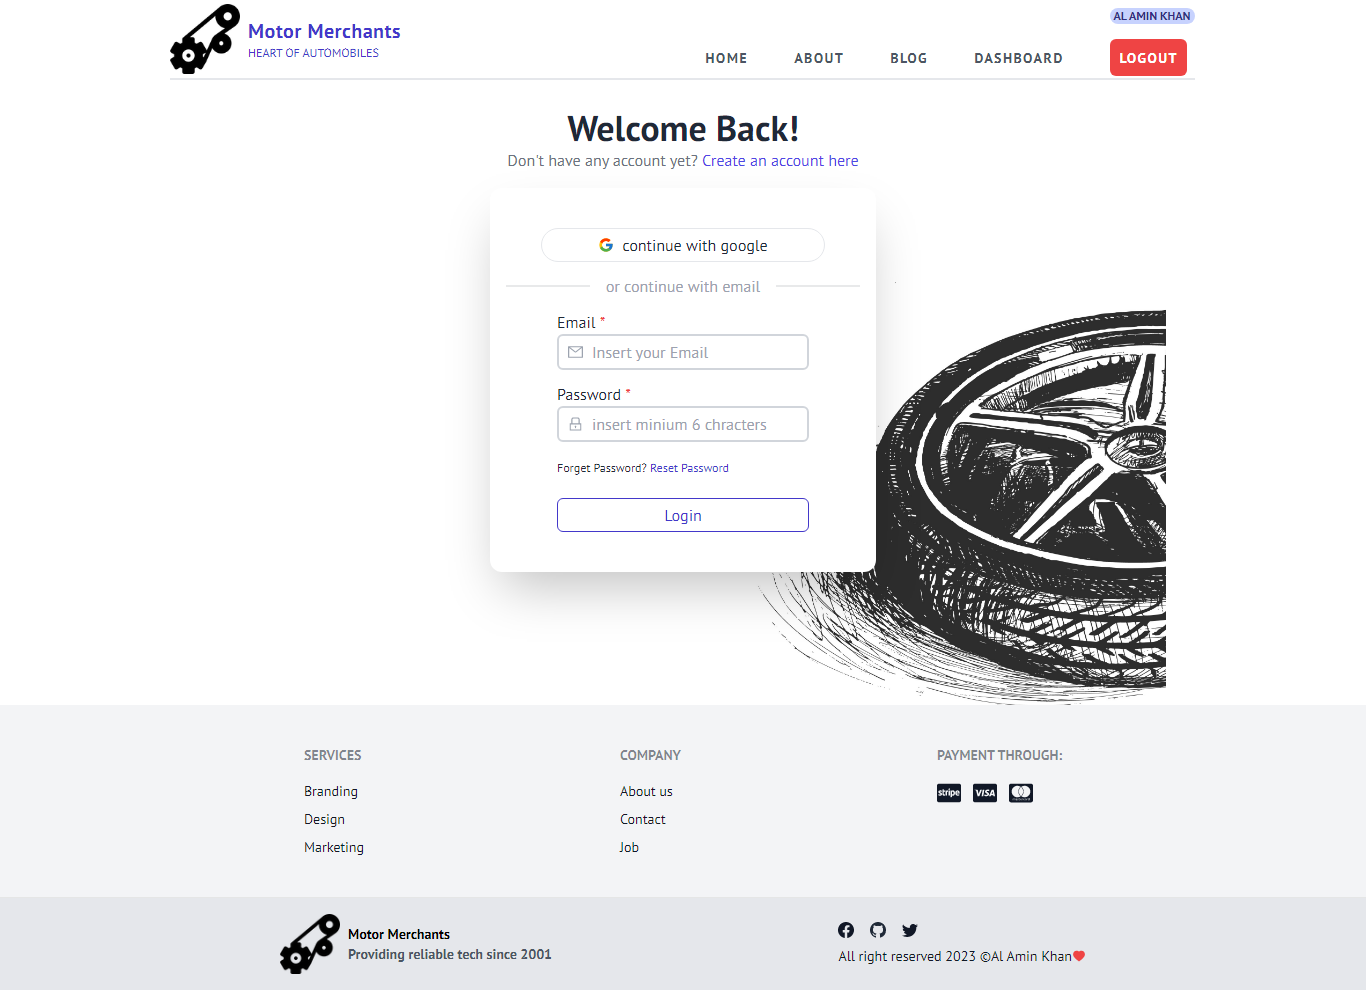 Motor Merchants
HEART OF AUTOMOBILES
AL AMIN KHAN
HOME
ABOUT
BLOG
DASHBOARD
LOGOUT
Welcome Back!
Don't have any account yet? Create an account here
continue with google
or continue with email
Email *
Insert your Email
Password *
insert minium 6 chracters
Forget Password? Reset Password
Login
SERVICES
Branding
Design
Marketing
COMPANY
About us
Contact
Job
PAYMENT THROUGH:
stripe VISA mastercard
Motor Merchants
Providing reliable tech since 2001
All right reserved 2023 ©Al Amin Khan